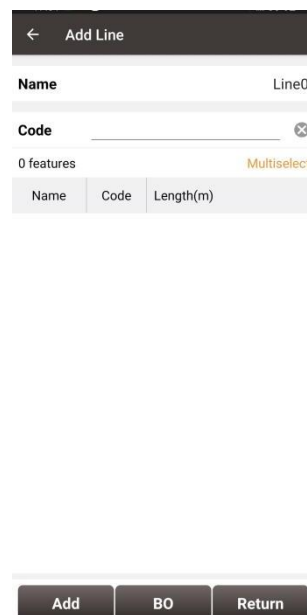 Add Line
Name Line0
Code
0 features Multiselect
Name Code Length(m)
Add BO Return